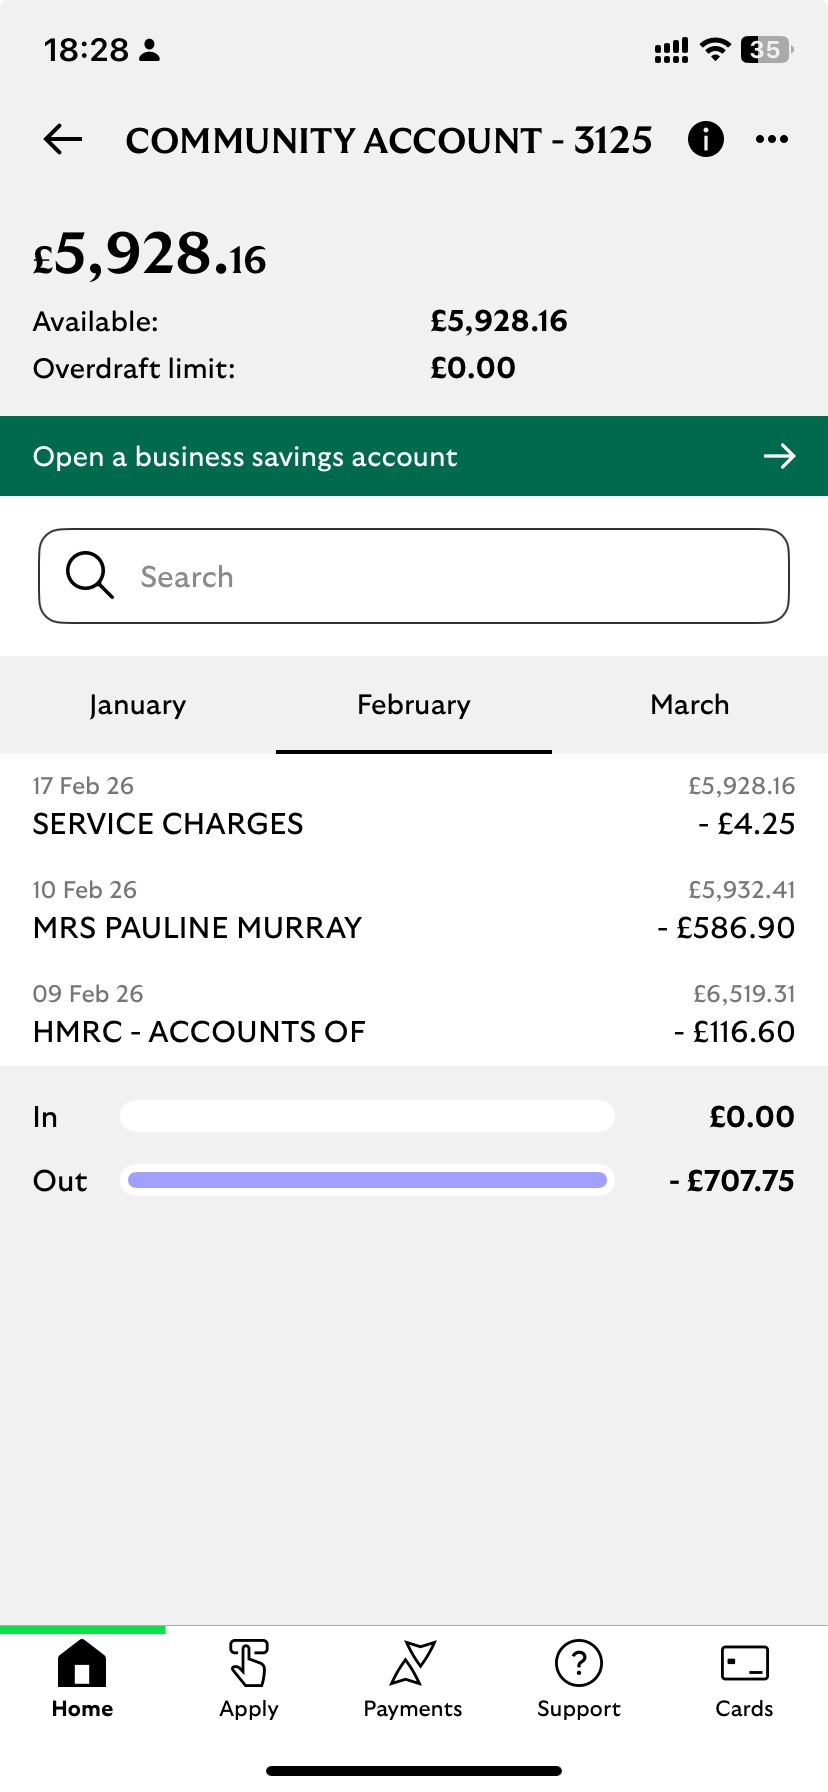 18:28
35
COMMUNITY ACCOUNT - 3125
£5,928.16
Available: £5,928.16
Overdraft limit: £0.00
Open a business savings account
Search
January February March
17 Feb 26 £5,928.16
SERVICE CHARGES - £4.25
10 Feb 26 £5,932.41
MRS PAULINE MURRAY - £586.90
09 Feb 26 £6,519.31
HMRC - ACCOUNTS OF - £116.60
In £0.00
Out - £707.75
Home Apply Payments Support Cards